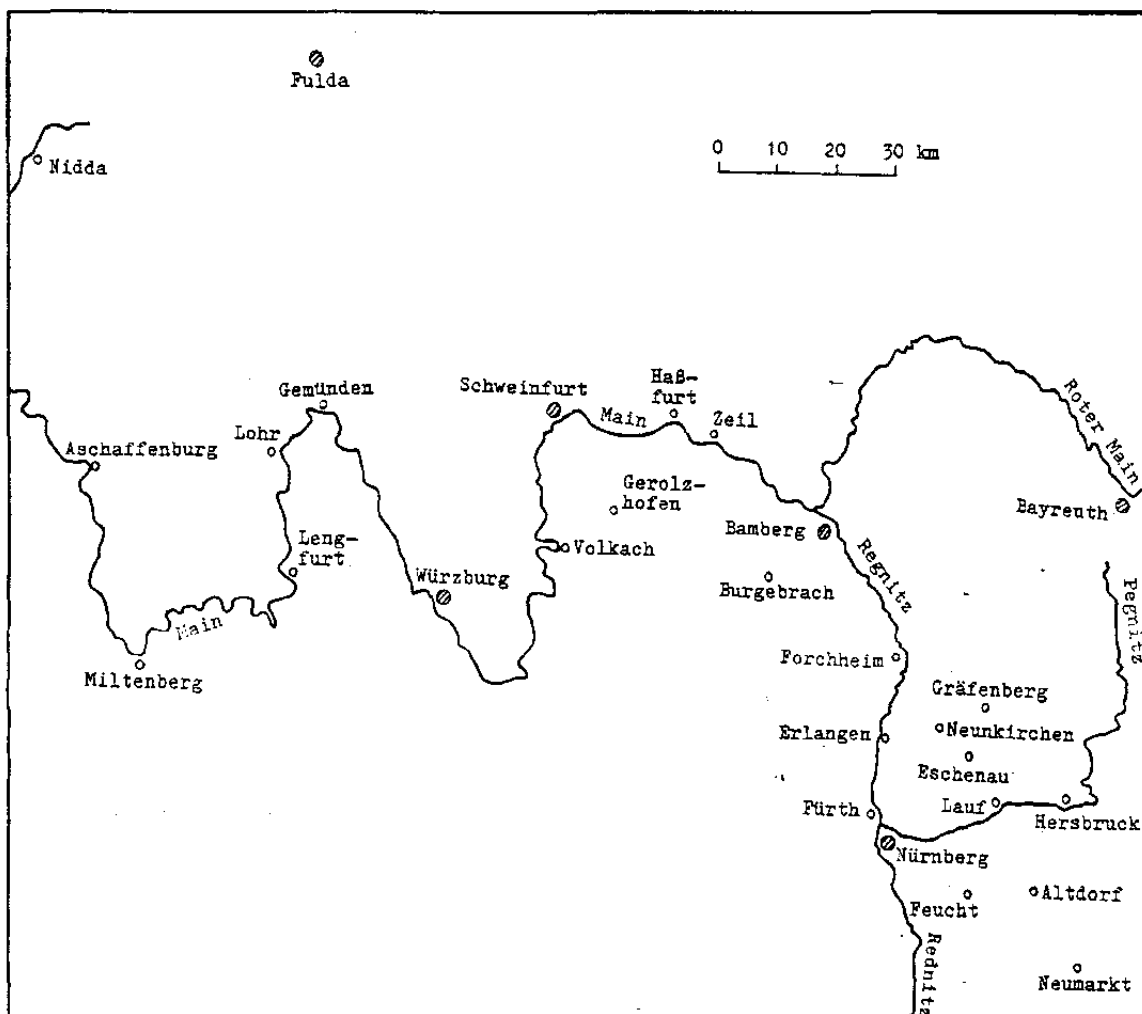 Fulda
Nidda
0 10 20 30 km
Gemünden
Schweinfurt
Haß-
furt
Main
Zeil
Roter Main
Lohr
Aschaffenburg
Gerolz-
hofen
Bayreuth
Leng-
furt
Volkach
Bamberg
Regnitz
Würzburg
Burgebrach
Main
Pegnitz
Miltenberg
Forchheim
Gräfenberg
Erlangen
Neunkirchen
Eschenau
Fürth
Lauf
Hersbruck
Nürnberg
Feucht
Altdorf
Rednitz
Neumarkt